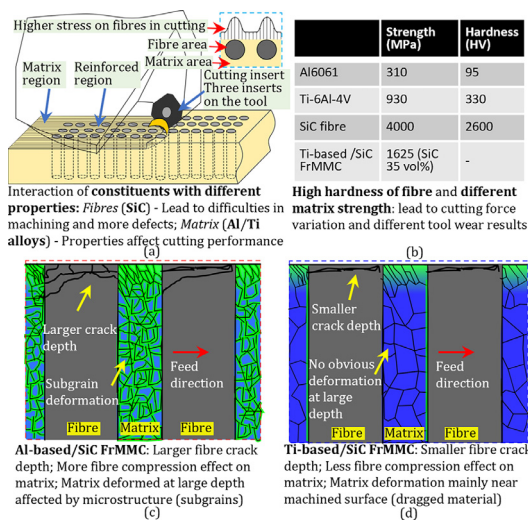 Higher stress on fibres in cutting
Fibre area
Matrix area
Matrix
region
Reinforced
region
Cutting insert
Three inserts
on the tool
Interaction of constituents with different
properties: Fibres (SiC) - Lead to difficulties in
machining and more defects; Matrix (Al/Ti
alloys) - Properties affect cutting performance
(a)
Strength
(MPa)
Hardness
(HV)
Al6061 310 95
Ti-6Al-4V 930 330
SiC fibre 4000 2600
Ti-based /SiC
FrMMC
1625 (SiC
35 vol%)
-
High hardness of fibre and different
matrix strength: lead to cutting force
variation and different tool wear results
(b)
Larger crack
depth
Subgrain
deformation
Feed
direction
Fibre Matrix Fibre
Al-based/SiC FrMMC: Larger fibre crack
depth; More fibre compression effect on
matrix; Matrix deformed at large depth
affected by microstructure (subgrains)
(c)
Smaller
crack depth
No obvious
deformation
at large
depth
Feed
direction
Fibre Matrix Fibre
Ti-based/SiC FrMMC: Smaller fibre crack
depth; Less fibre compression effect on
matrix; Matrix deformation mainly near
machined surface (dragged material)
(d)